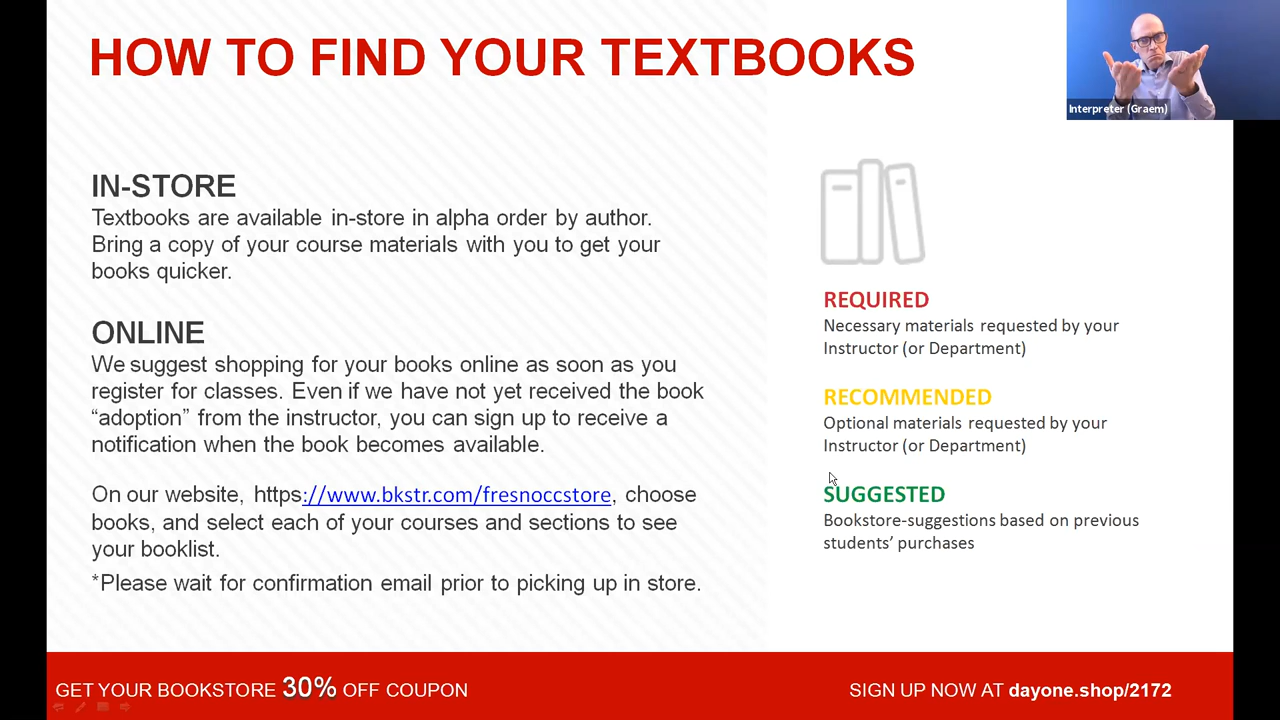 HOW TO FIND YOUR TEXTBOOKS
Interpreter (Graem)
IN-STORE
Textbooks are available in-store in alpha order by author.
Bring a copy of your course materials with you to get your
books quicker.
ONLINE
We suggest shopping for your books online as soon as you
register for classes. Even if we have not yet received the book
“adoption” from the instructor, you can sign up to receive a
notification when the book becomes available.
On our website, https://www.bkstr.com/fresnoccstore, choose
books, and select each of your courses and sections to see
your booklist.
*Please wait for confirmation email prior to picking up in store.
REQUIRED
Necessary materials requested by your
Instructor (or Department)
RECOMMENDED
Optional materials requested by your
Instructor (or Department)
SUGGESTED
Bookstore-suggestions based on previous
students’ purchases
GET YOUR BOOKSTORE 30% OFF COUPON
SIGN UP NOW AT dayone.shop/2172